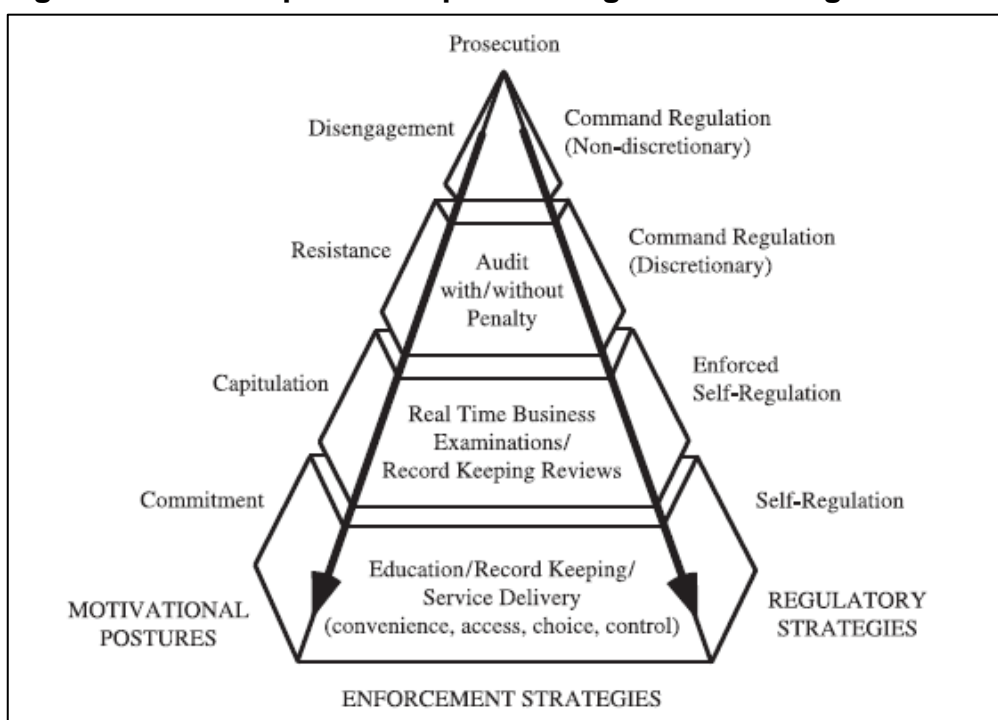 Prosecution
Disengagement
Command Regulation
(Non-discretionary)
Resistance
Command Regulation
(Discretionary)
Audit
with/without
Penalty
Capitulation
Enforced
Self-Regulation
Real Time Business
Examinations/
Record Keeping Reviews
Commitment
Self-Regulation
Education/Record Keeping/
Service Delivery
(convenience, access, choice, control)
MOTIVATIONAL
POSTURES
REGULATORY
STRATEGIES
ENFORCEMENT STRATEGIES